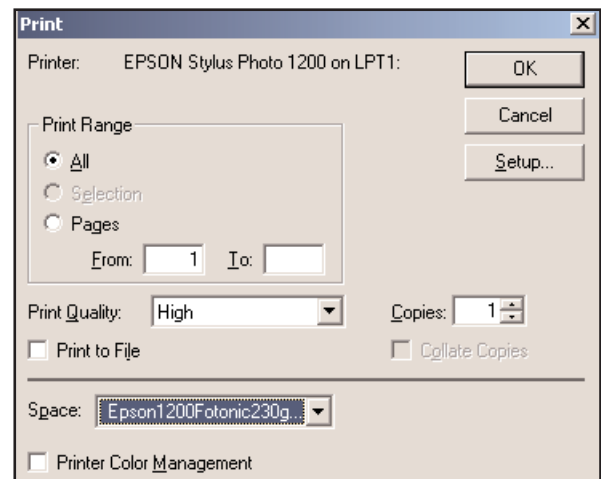 Print
Printer: EPSON Stylus Photo 1200 on LPT1:
OK
Cancel
Setup...
Print Range
All
Selection
Pages
From: 1 To:
Print Quality: High
Copies: 1
Print to File
Collate Copies
Space: Epson1200Fotonic230g...
Printer Color Management